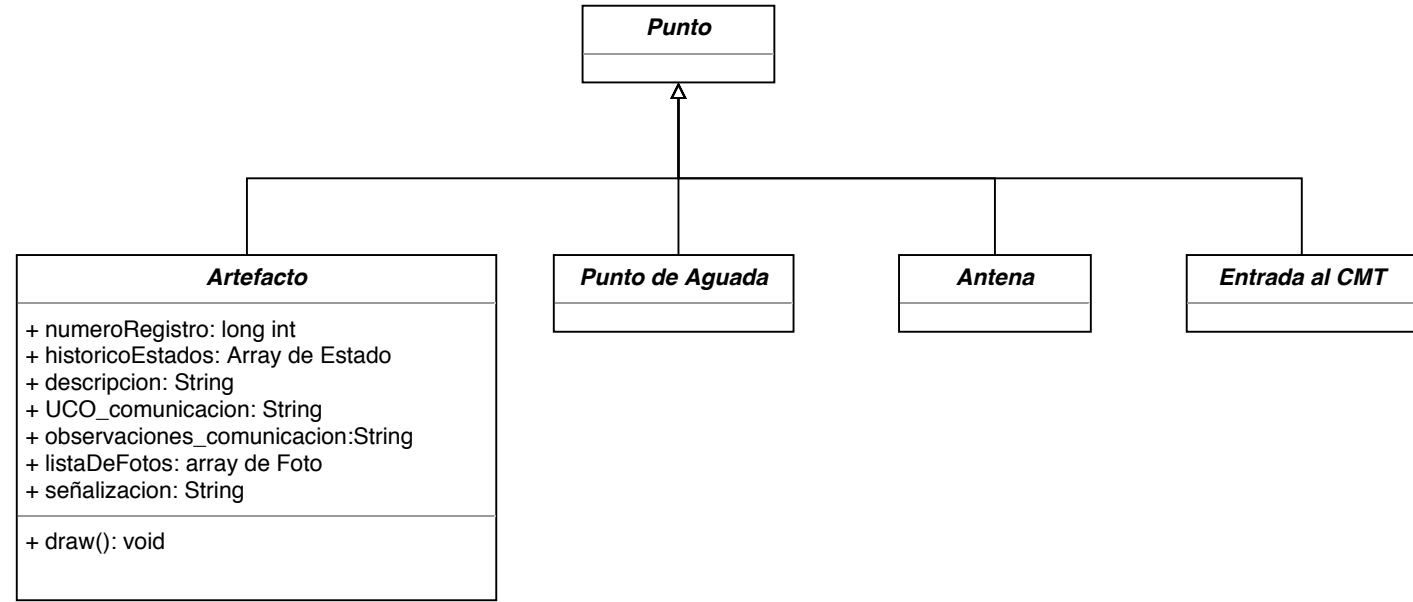 Punto
Artefacto
+ numeroRegistro: long int
+ historicoEstados: Array de Estado
+ descripcion: String
+ UCO_comunicacion: String
+ observaciones_comunicacion:String
+ listaDeFotos: array de Foto
+ señalizacion: String
+ draw(): void
Punto de Aguada
Antena
Entrada al CMT